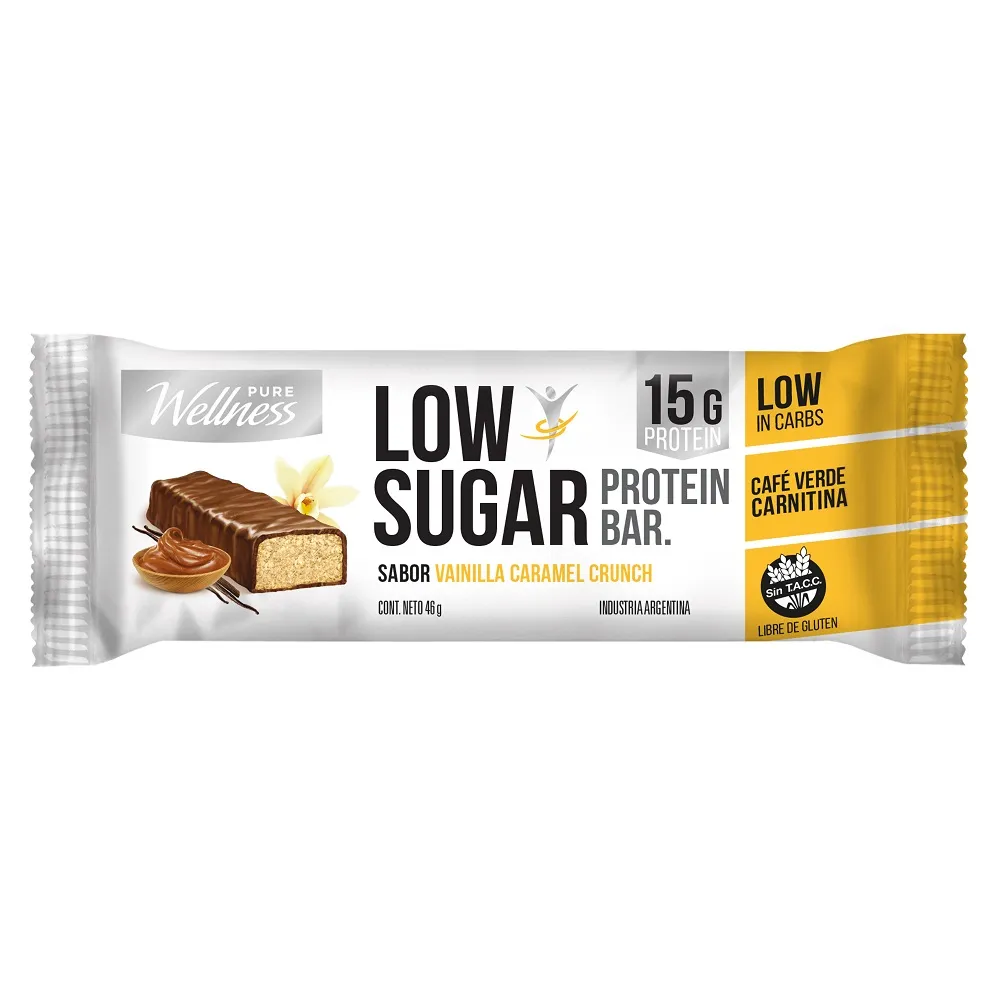 PURE
Wellness
LOW
SUGAR
PROTEIN
BAR.
SABOR VAINILLA CARAMEL CRUNCH
CONT. NETO 46 g
INDUSTRIA ARGENTINA
15 G
PROTEIN
LOW
IN CARBS
CAFÉ VERDE
CARNITINA
Sin T.A.C.C.
LIBRE DE GLUTEN